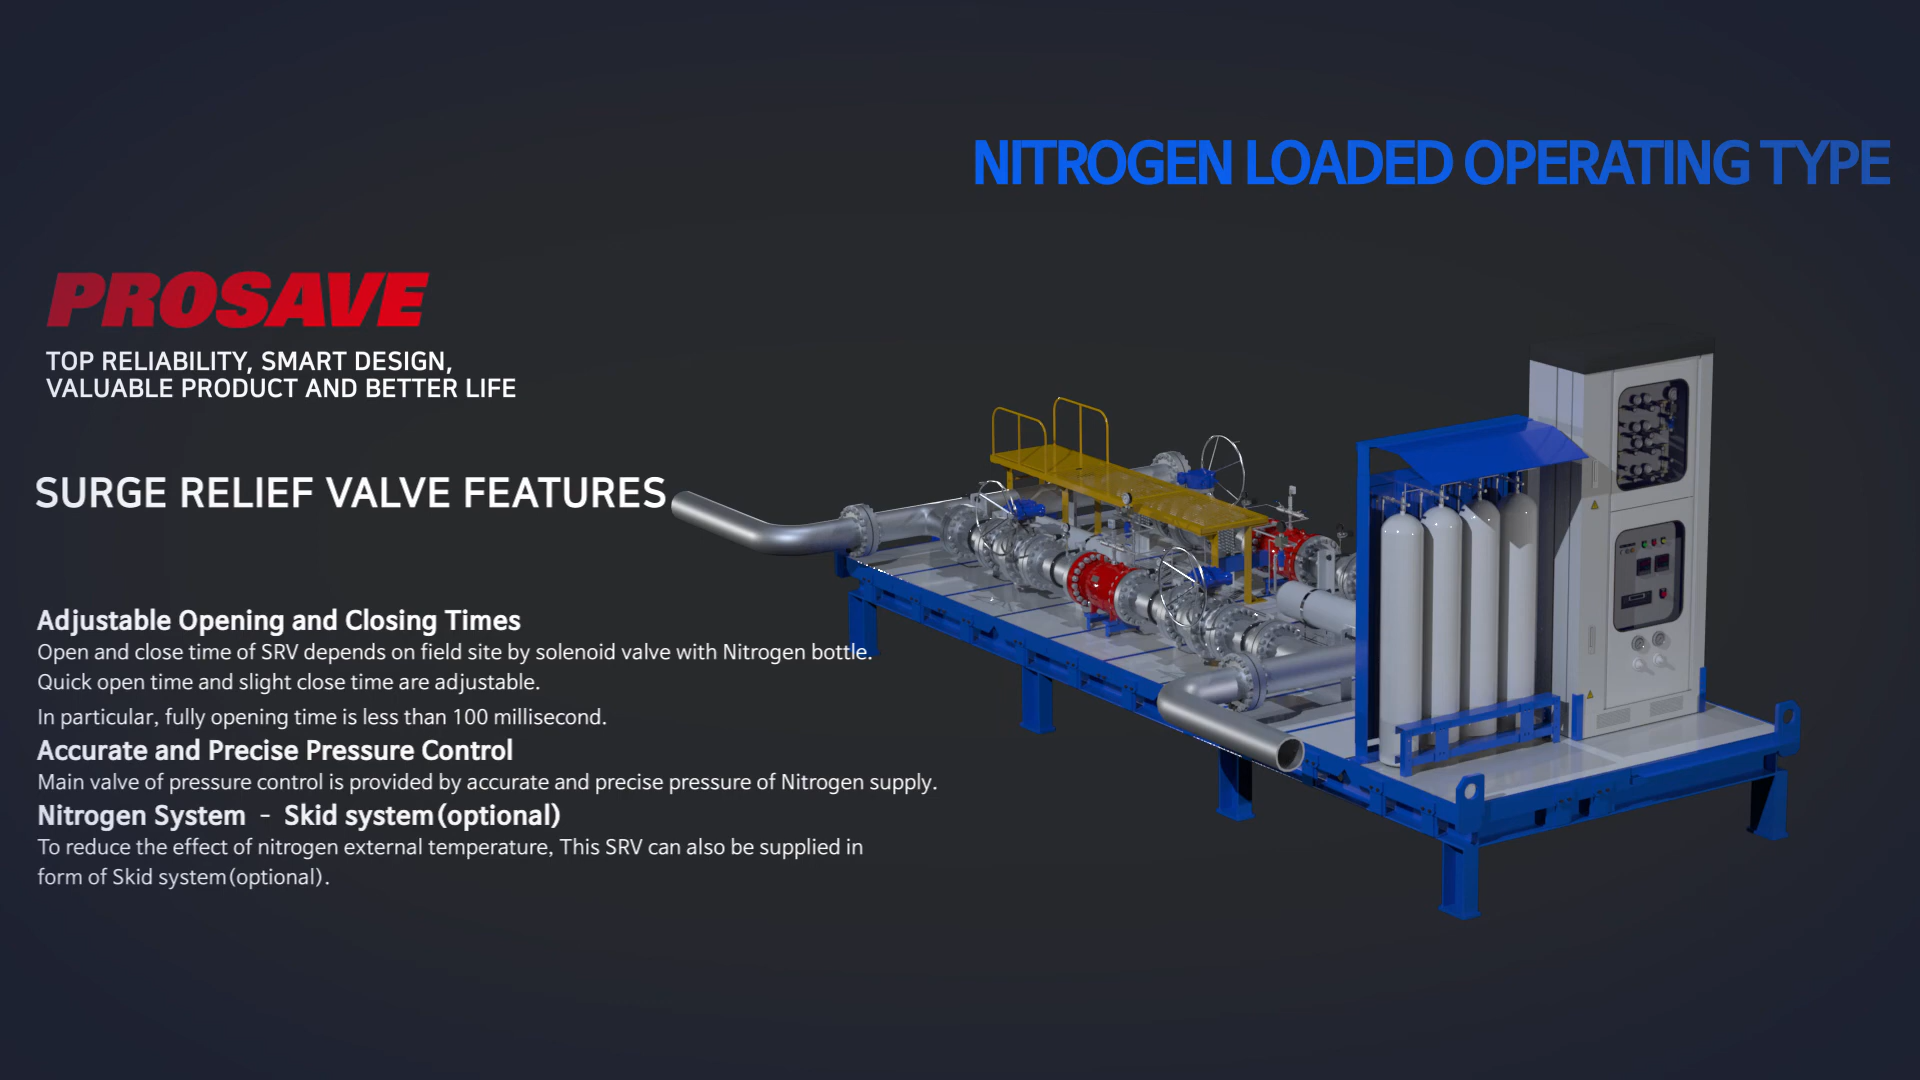 NITROGEN LOADED OPERATING TYPE
PROSAVE
TOP RELIABILITY, SMART DESIGN,
VALUABLE PRODUCT AND BETTER LIFE
SURGE RELIEF VALVE FEATURES
Adjustable Opening and Closing Times
Open and close time of SRV depends on field site by solenoid valve with Nitrogen bottle.
Quick open time and slight close time are adjustable.
In particular, fully opening time is less than 100 millisecond.
Accurate and Precise Pressure Control
Main valve of pressure control is provided by accurate and precise pressure of Nitrogen supply.
Nitrogen System - Skid system(optional)
To reduce the effect of nitrogen external temperature, This SRV can also be supplied in
form of Skid system(optional).